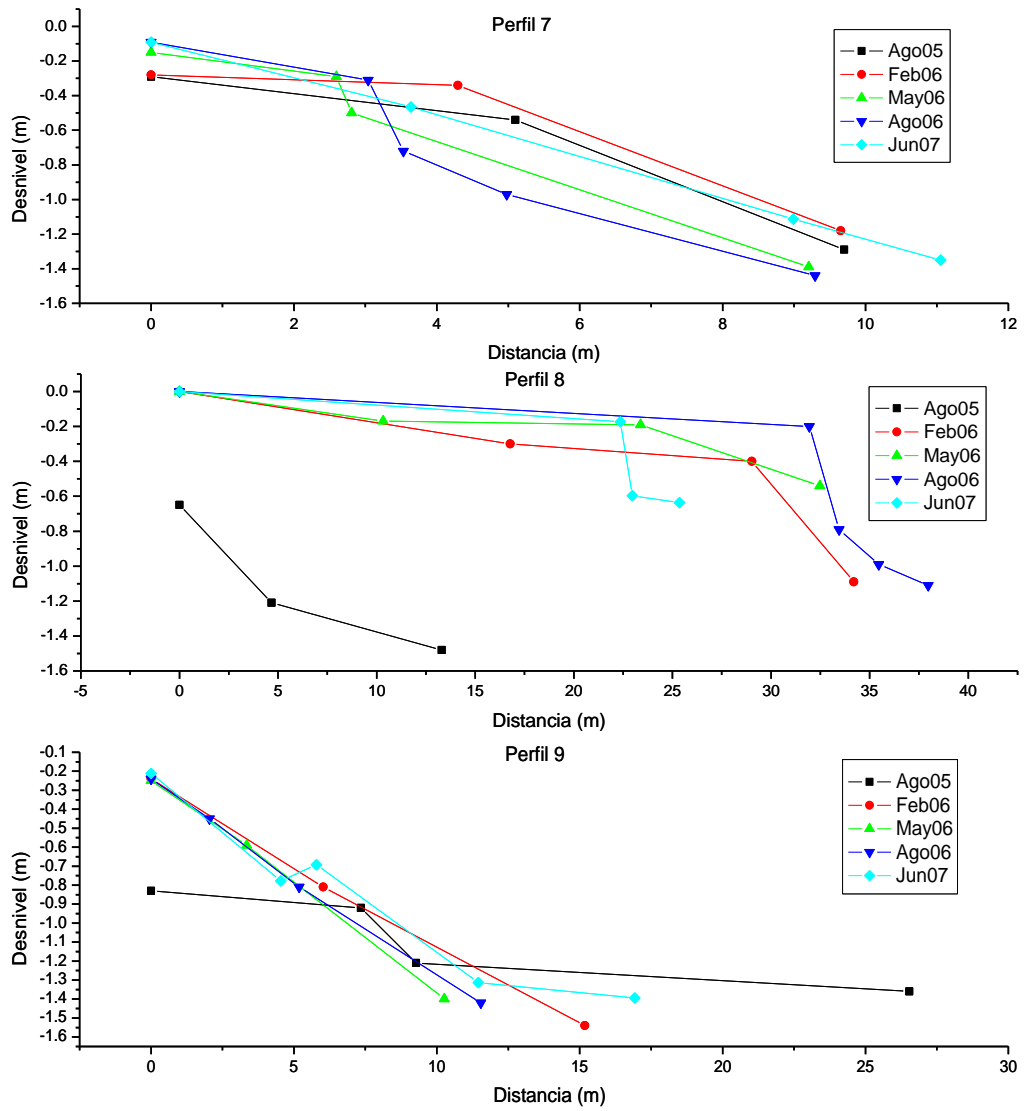 Perfil 7
0.0
-0.2
-0.4
-0.6
-0.8
-1.0
-1.2
-1.4
-1.6
Desnivel (m)
Ago05
Feb06
May06
Ago06
Jun07
0 2 4 6 8 10 12
Distancia (m)
Perfil 8
0.0
-0.2
-0.4
-0.6
-0.8
-1.0
-1.2
-1.4
-1.6
Desnivel (m)
Ago05
Feb06
May06
Ago06
Jun07
-5 0 5 10 15 20 25 30 35 40
Distancia (m)
Perfil 9
-0.1
-0.2
-0.3
-0.4
-0.5
-0.6
-0.7
-0.8
-0.9
-1.0
-1.1
-1.2
-1.3
-1.4
-1.5
-1.6
Desnivel (m)
Ago05
Feb06
May06
Ago06
Jun07
0 5 10 15 20 25 30
Distancia (m)